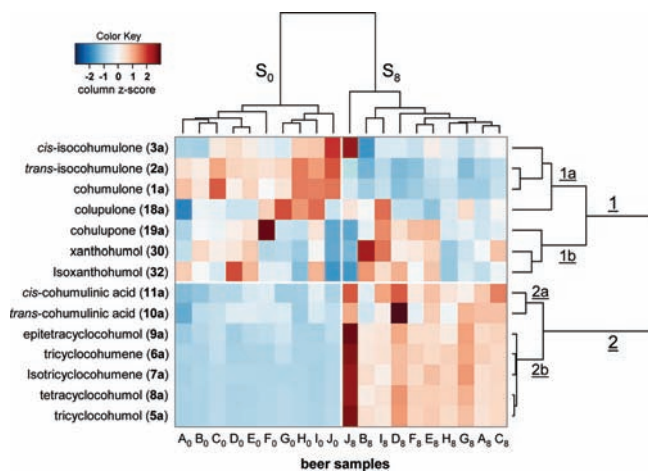 Color Key
-2 -1 0 1 2
column z-score
S0
S8
cis-isocohumulone (3a)
trans-isocohumulone (2a)
cohumulone (1a)
colupulone (18a)
cohulupone (19a)
xanthohumol (30)
Isoxanthohumol (32)
cis-cohumulinic acid (11a)
trans-cohumulinic acid (10a)
epitetracyclocohumol (9a)
tricyclocohumene (6a)
Isotricyclocohumene (7a)
tetracyclocohumol (8a)
tricyclocohumol (5a)
1a
1
1b
2a
2
2b
A0 B0 C0 D0 E0 F0 G0 H0 I0 J0 J8 B8 I8 D8 F8 E8 H8 G8 A8 C8
beer samples